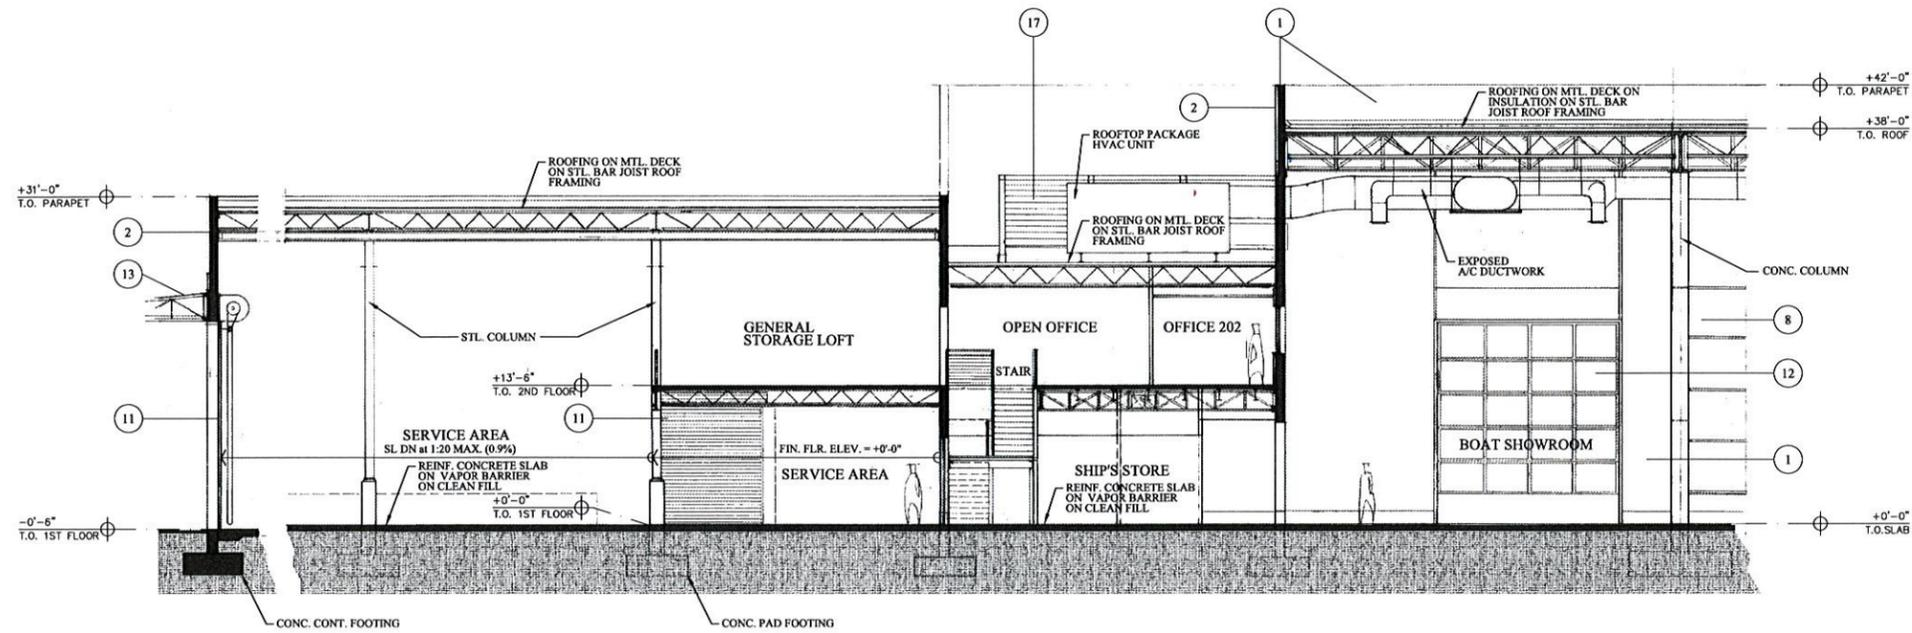 17
1
+42'-0"
T.O. PARAPET
ROOFING ON MTL. DECK ON
INSULATION ON STL. BAR
JOIST ROOF FRAMING
2
+38'-0"
T.O. ROOF
ROOFTOP PACKAGE
HVAC UNIT
ROOFING ON MTL. DECK
ON STL. BAR JOIST ROOF
FRAMING
+31'-0"
T.O. PARAPET
2
ROOFING ON MTL. DECK
ON STL. BAR JOIST ROOF
FRAMING
13
EXPOSED
A/C DUCTWORK
CONC. COLUMN
STL. COLUMN
GENERAL
STORAGE LOFT
OPEN OFFICE
OFFICE 202
8
STAIR
12
+13'-6"
T.O. 2ND FLOOR
11
11
SERVICE AREA
SL DN at 1:20 MAX. (0.9%)
FIN. FLR. ELEV. = +0'-0"
SERVICE AREA
BOAT SHOWROOM
1
REINF. CONCRETE SLAB
ON VAPOR BARRIER
ON CLEAN FILL
SHIP'S STORE
REINF. CONCRETE SLAB
ON VAPOR BARRIER
ON CLEAN FILL
+0'-0"
T.O. 1ST FLOOR
-0'-6"
T.O. 1ST FLOOR
+0'-0"
T.O.SLAB
CONC. CONT. FOOTING
CONC. PAD FOOTING